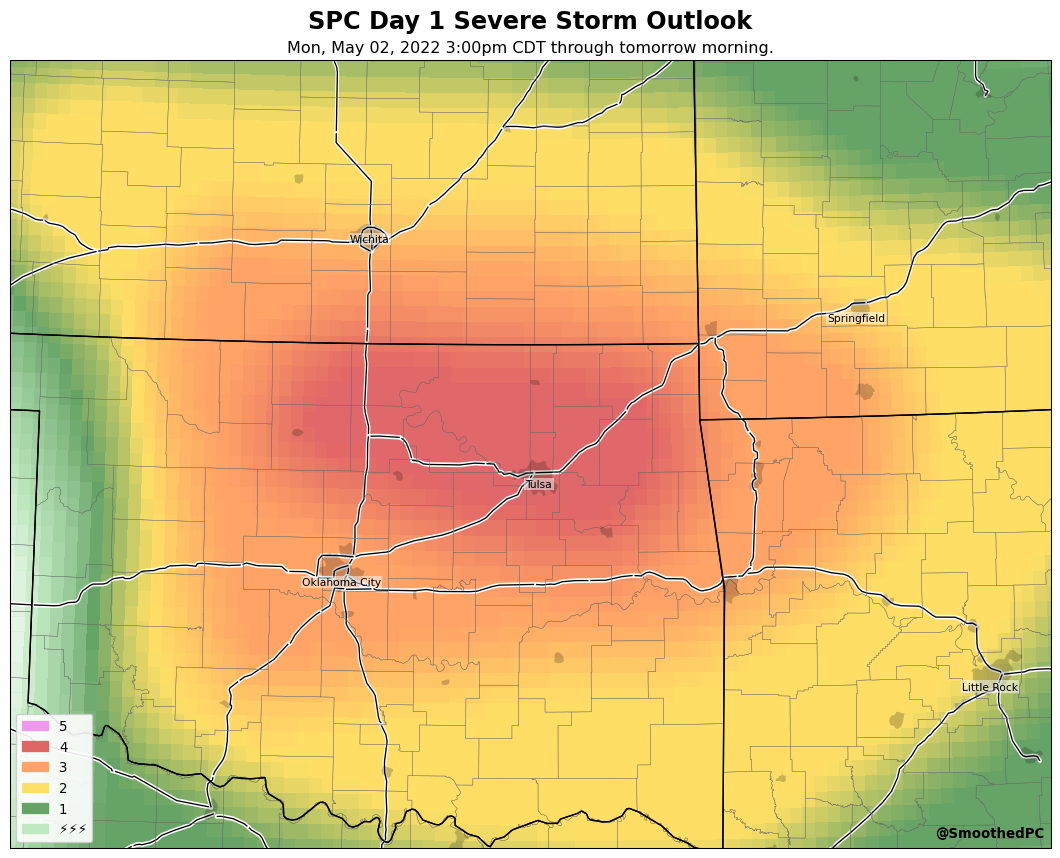 SPC Day 1 Severe Storm Outlook
Mon, May 02, 2022 3:00pm CDT through tomorrow morning.
Wichita
Springfield
Tulsa
Oklahoma City
Little Rock
5
4
3
2
1
⚡⚡⚡
@SmoothedPC